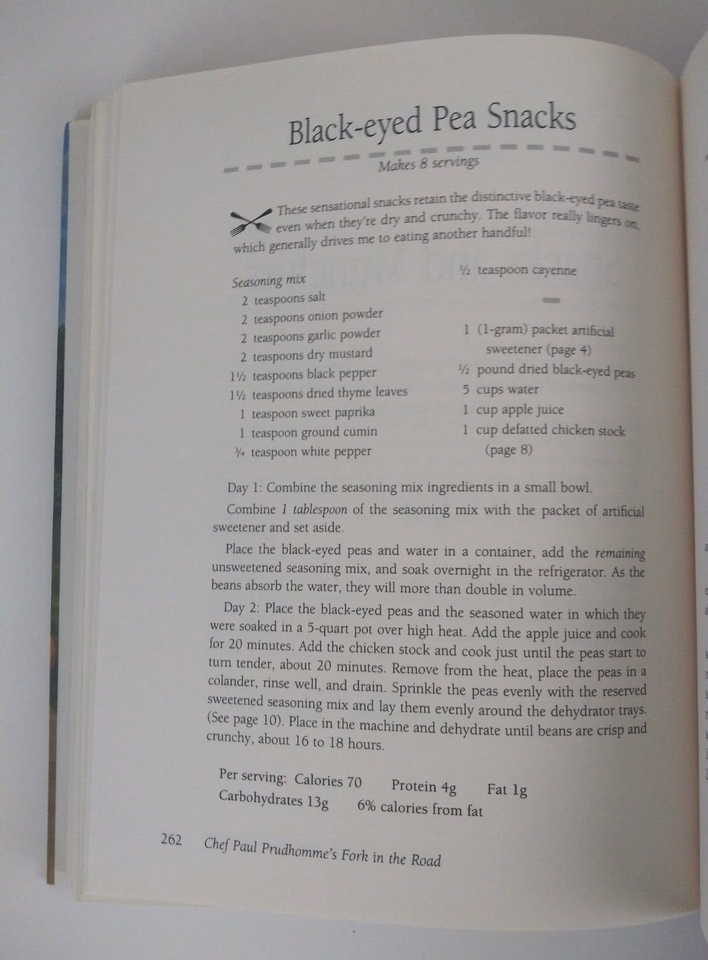 Black-eyed Pea Snacks
Makes 8 servings
These sensational snacks retain the distinctive black-eyed pea taste
even when they're dry and crunchy. The flavor really lingers on,
which generally drives me to eating another handful!
Seasoning mix
2 teaspoons salt
2 teaspoons onion powder
2 teaspoons garlic powder
2 teaspoons dry mustard
1½ teaspoons black pepper
1½ teaspoons dried thyme leaves
1 teaspoon sweet paprika
1 teaspoon ground cumin
¾ teaspoon white pepper
½ teaspoon cayenne
1 (1-gram) packet artificial
sweetener (page 4)
½ pound dried black-eyed peas
5 cups water
1 cup apple juice
1 cup defatted chicken stock
(page 8)
Day 1: Combine the seasoning mix ingredients in a small bowl.
Combine 1 tablespoon of the seasoning mix with the packet of artificial
sweetener and set aside.
Place the black-eyed peas and water in a container, add the remaining
unsweetened seasoning mix, and soak overnight in the refrigerator. As the
beans absorb the water, they will more than double in volume.
Day 2: Place the black-eyed peas and the seasoned water in which they
were soaked in a 5-quart pot over high heat. Add the apple juice and cook
for 20 minutes. Add the chicken stock and cook just until the peas start to
turn tender, about 20 minutes. Remove from the heat, place the peas in a
colander, rinse well, and drain. Sprinkle the peas evenly with the reserved
sweetened seasoning mix and lay them evenly around the dehydrator trays.
(See page 10). Place in the machine and dehydrate until beans are crisp and
crunchy, about 16 to 18 hours.
Per serving: Calories 70 Protein 4g Fat 1g
Carbohydrates 13g 6% calories from fat
262 Chef Paul Prudhomme's Fork in the Road